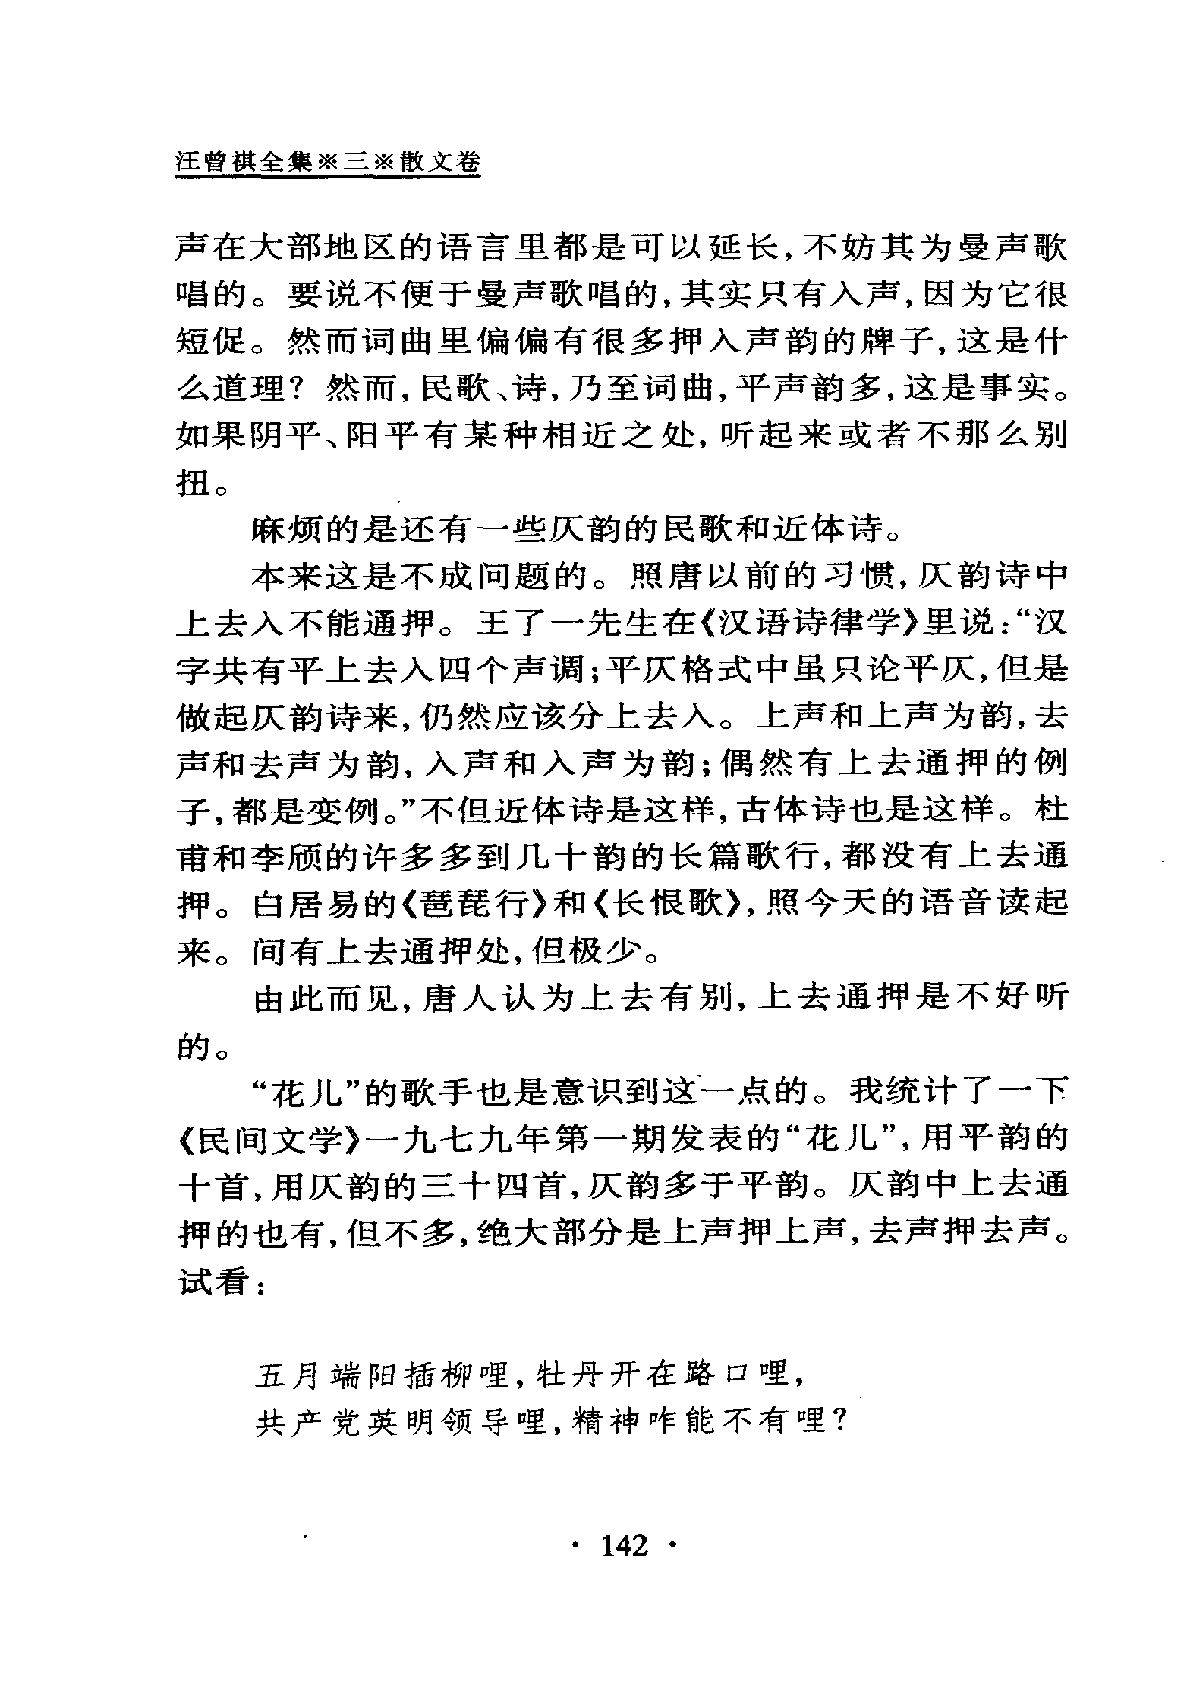 汪曾祺全集※三※散文卷
声在大部地区的语言里都是可以延长,不妨其为曼声歌
唱的。要说不便于曼声歌唱的,其实只有入声,因为它很
短促。然而词曲里偏偏有很多押入声韵的牌子,这是什
么道理?然而,民歌、诗,乃至词曲,平声韵多,这是事实。
如果阴平、阳平有某种相近之处,听起来或者不那么别
扭。
麻烦的是还有一些仄韵的民歌和近体诗。
本来这是不成问题的。照唐以前的习惯,仄韵诗中
上去入不能通押。王了一先生在《汉语诗律学》里说:“汉
字共有平上去入四个声调;平仄格式中虽只论平仄,但是
做起仄韵诗来,仍然应该分上去入。上声和上声为韵,去
声和去声为韵,入声和入声为韵;偶然有上去通押的例
子,都是变例。”不但近体诗是这样,古体诗也是这样。杜
甫和李颀的许多多到几十韵的长篇歌行,都没有上去通
押。白居易的《琶琵行》和《长恨歌》,照今天的语音读起
来。间有上去通押处,但极少。
由此而见,唐人认为上去有别,上去通押是不好听
的。
“花儿”的歌手也是意识到这一点的。我统计了一下
《民间文学》一九七九年第一期发表的“花儿”,用平韵的
十首,用仄韵的三十四首,仄韵多于平韵。仄韵中上去通
押的也有,但不多,绝大部分是上声押上声,去声押去声。
试看:
五月端阳插柳哩,牡丹开在路口哩,
共产党英明领导哩,精神咋能不有哩?
· 142 ·